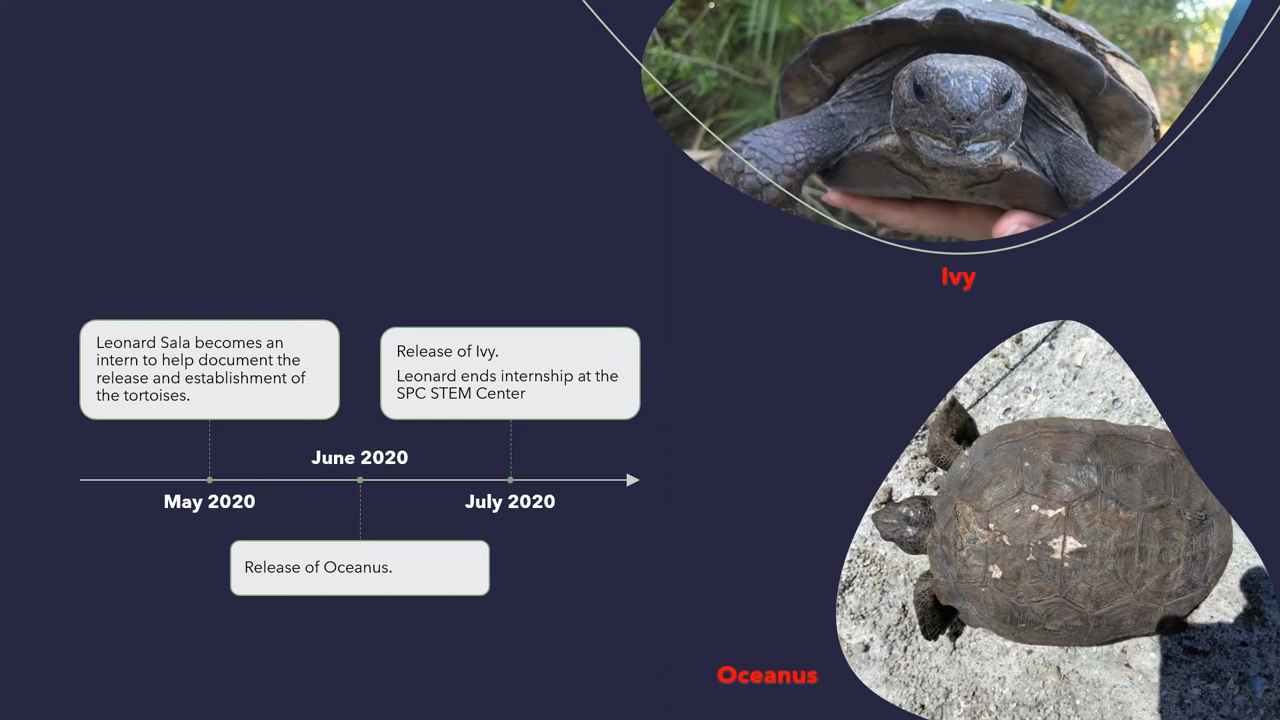 Ivy
Leonard Sala becomes an
intern to help document the
release and establishment of
the tortoises.
Release of Ivy.
Leonard ends internship at the
SPC STEM Center
June 2020
May 2020
July 2020
Release of Oceanus.
Oceanus